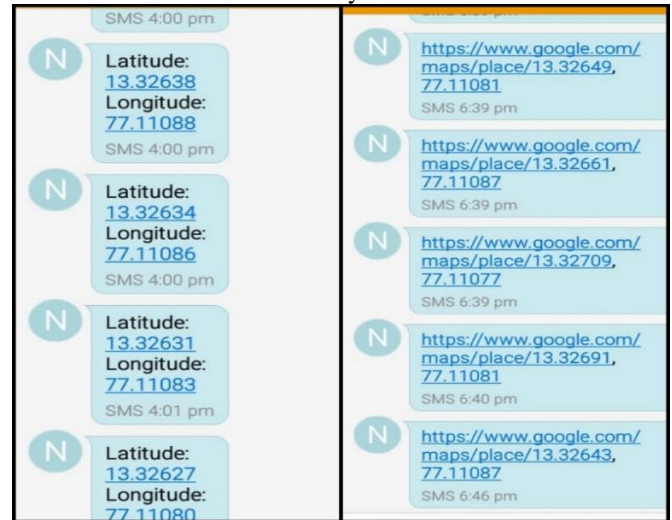 SMS 4:00 pm
N
Latitude:
13.32638
Longitude:
77.11088
SMS 4:00 pm
N
Latitude:
13.32634
Longitude:
77.11086
SMS 4:00 pm
N
Latitude:
13.32631
Longitude:
77.11083
SMS 4:01 pm
N
Latitude:
13.32627
Longitude:
77.11080
N
https://www.google.com/
maps/place/13.32649,
77.11081
SMS 6:39 pm
N
https://www.google.com/
maps/place/13.32661,
77.11087
SMS 6:39 pm
N
https://www.google.com/
maps/place/13.32709,
77.11077
SMS 6:39 pm
N
https://www.google.com/
maps/place/13.32691,
77.11081
SMS 6:40 pm
N
https://www.google.com/
maps/place/13.32643,
77.11087
SMS 6:46 pm